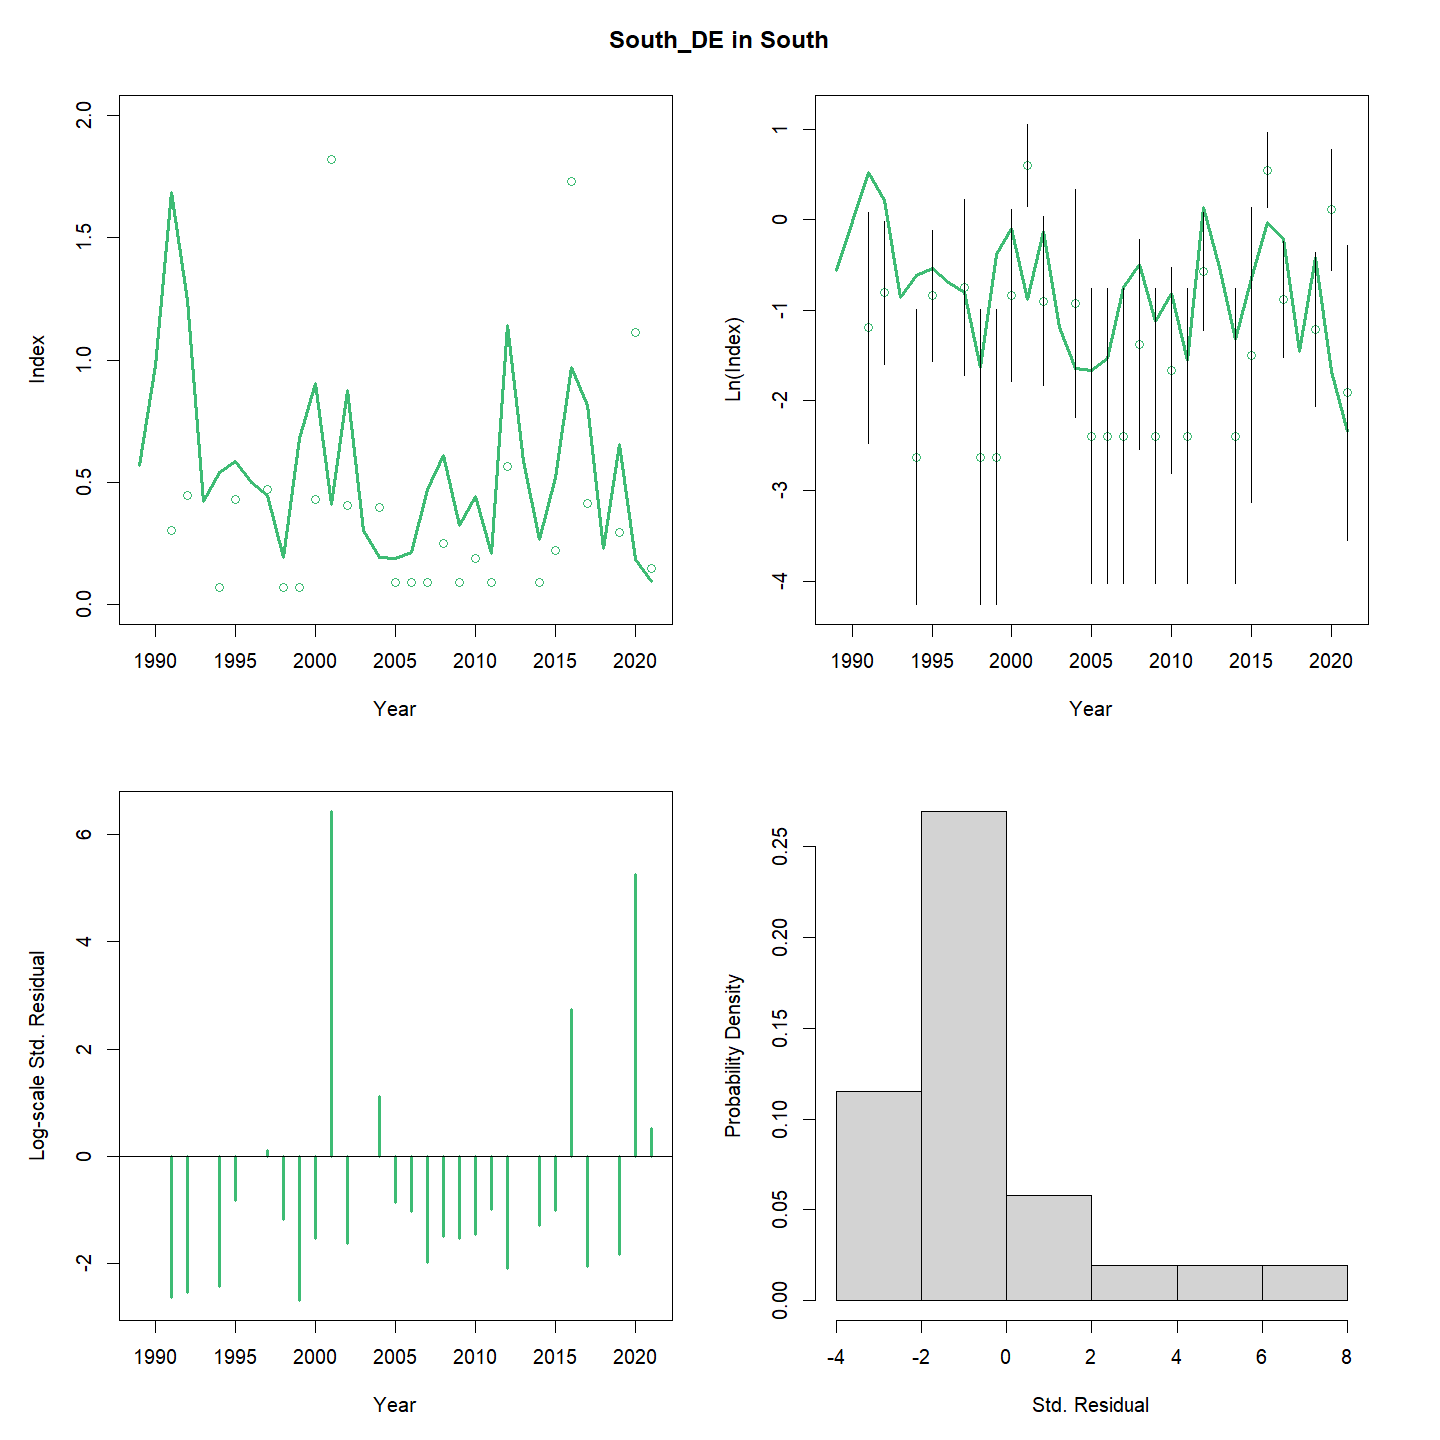 South_DE in South
Index
2.0
1.5
1.0
0.5
0.0
1990 1995 2000 2005 2010 2015 2020
Year
Ln(Index)
1
0
-1
-2
-3
-4
1990 1995 2000 2005 2010 2015 2020
Year
Log-scale Std. Residual
6
4
2
0
-2
1990 1995 2000 2005 2010 2015 2020
Year
Probability Density
0.25
0.20
0.15
0.10
0.05
0.00
-4 -2 0 2 4 6 8
Std. Residual